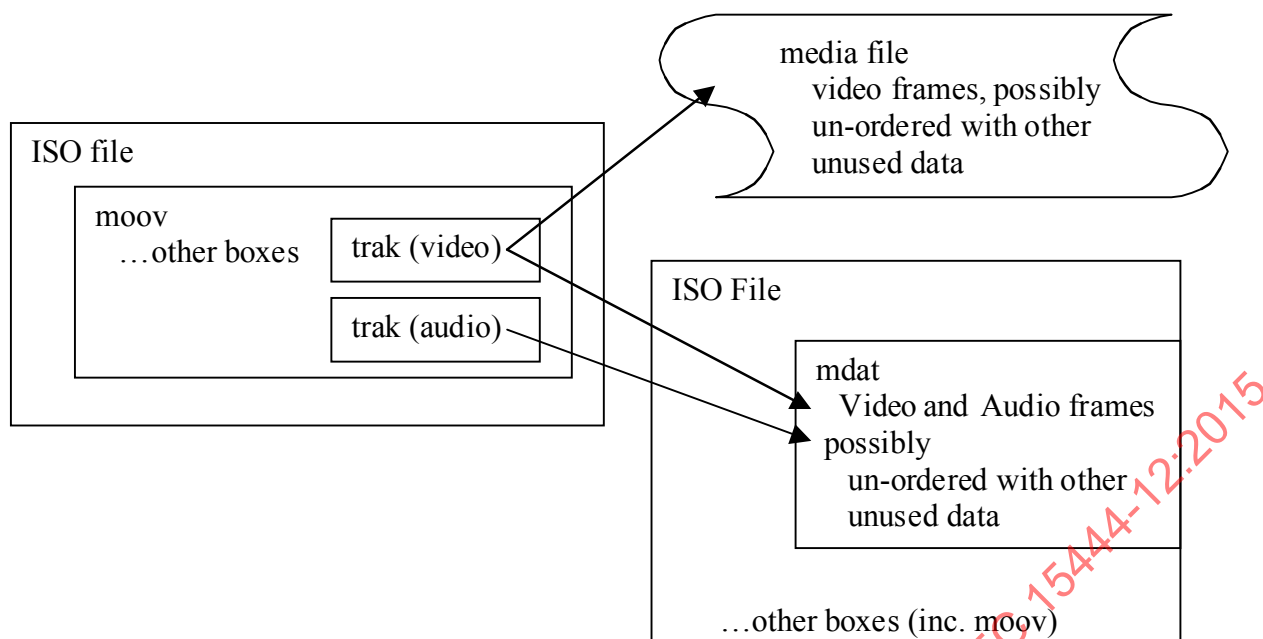 media file
video frames, possibly
un-ordered with other
unused data
ISO file
moov
…other boxes
trak (video)
trak (audio)
ISO File
mdat
Video and Audio frames
possibly
un-ordered with other
unused data
…other boxes (inc. moov)
15444-12:2015